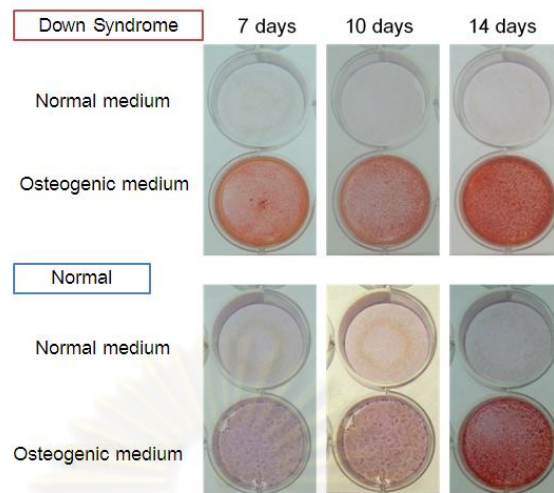 Down Syndrome 7 days 10 days 14 days
Normal medium
Osteogenic medium
Normal
Normal medium
Osteogenic medium